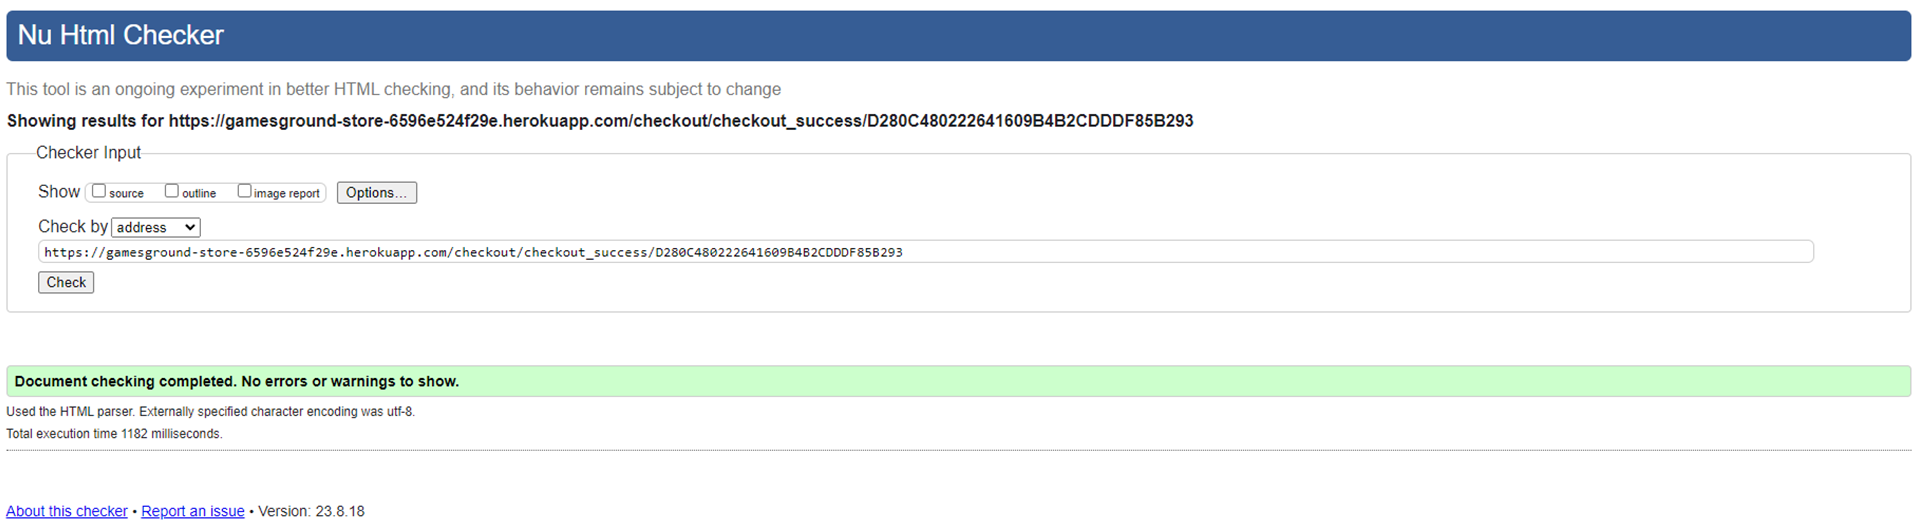 Nu Html Checker
This tool is an ongoing experiment in better HTML checking, and its behavior remains subject to change
Showing results for https://gamesground-store-6596e524f29e.herokuapp.com/checkout/checkout_success/D280C480222641609B4B2CDDDF85B293
Checker Input
Show source outline image report Options...
Check by address
https://gamesground-store-6596e524f29e.herokuapp.com/checkout/checkout_success/D280C480222641609B4B2CDDDF85B293
Check
Document checking completed. No errors or warnings to show.
Used the HTML parser. Externally specified character encoding was utf-8.
Total execution time 1182 milliseconds.
About this checker • Report an issue • Version: 23.8.18